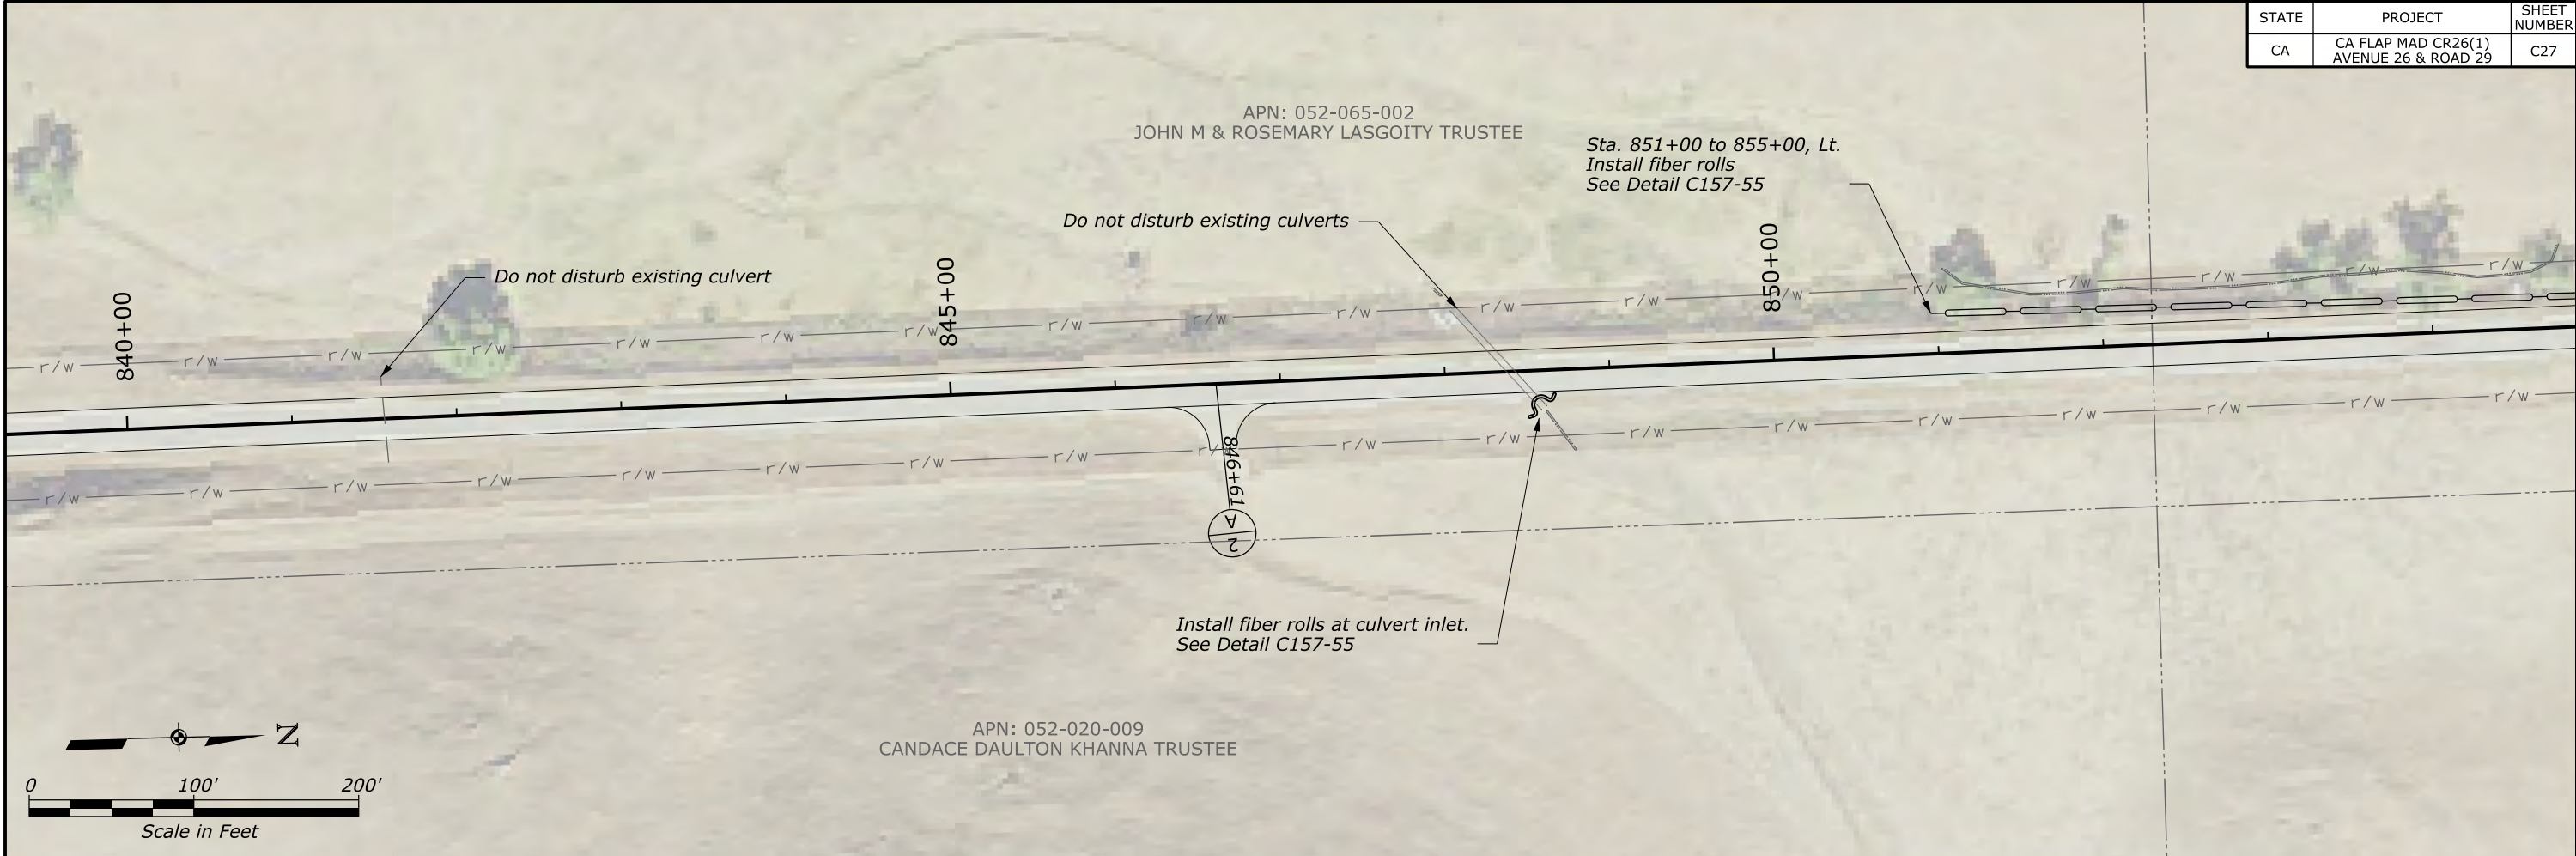 STATE PROJECT SHEET NUMBER
CA CA FLAP MAD CR26(1) AVENUE 26 & ROAD 29 C27
APN: 052-065-002
JOHN M & ROSEMARY LASGOITY TRUSTEE
Sta. 851+00 to 855+00, Lt.
Install fiber rolls
See Detail C157-55
Do not disturb existing culverts
Do not disturb existing culvert
840+00
845+00
850+00
r/w r/w r/w r/w r/w r/w r/w r/w r/w r/w r/w r/w r/w r/w r/w r/w r/w r/w
r/w r/w r/w r/w r/w r/w r/w r/w r/w r/w r/w r/w r/w r/w r/w r/w r/w r/w
846+61
A
2
Install fiber rolls at culvert inlet.
See Detail C157-55
APN: 052-020-009
CANDACE DAULTON KHANNA TRUSTEE
N
0 100' 200'
Scale in Feet